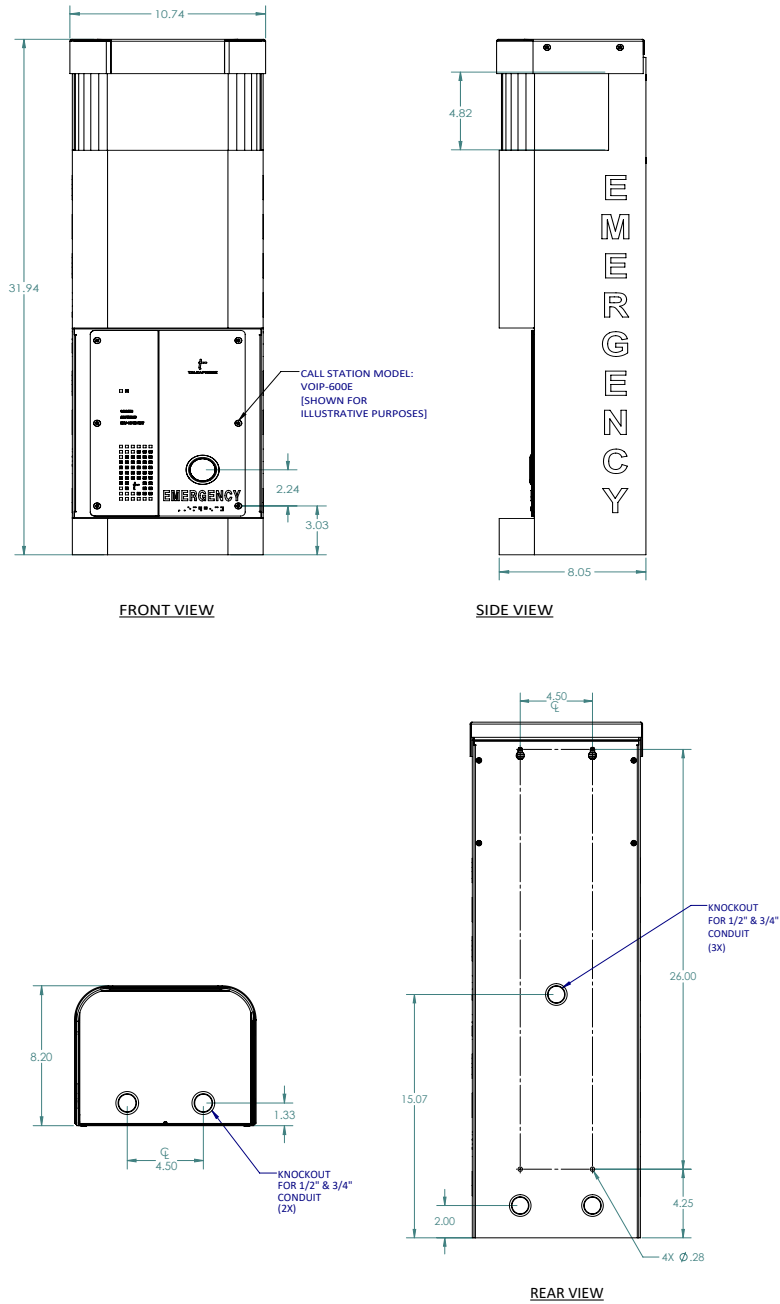 10.74
4.82
31.94
CALL STATION MODEL:
VOIP-600E
[SHOWN FOR
ILLUSTRATIVE PURPOSES]
2.24
EMERGENCY
3.03
8.05
EMERGENCY
FRONT VIEW
SIDE VIEW
4.50
KNOCKOUT
FOR 1/2" & 3/4"
CONDUIT
(3X)
26.00
8.20
15.07
1.33
4.50
KNOCKOUT
FOR 1/2" & 3/4"
CONDUIT
(2X)
2.00
4.25
4X Ø.28
REAR VIEW